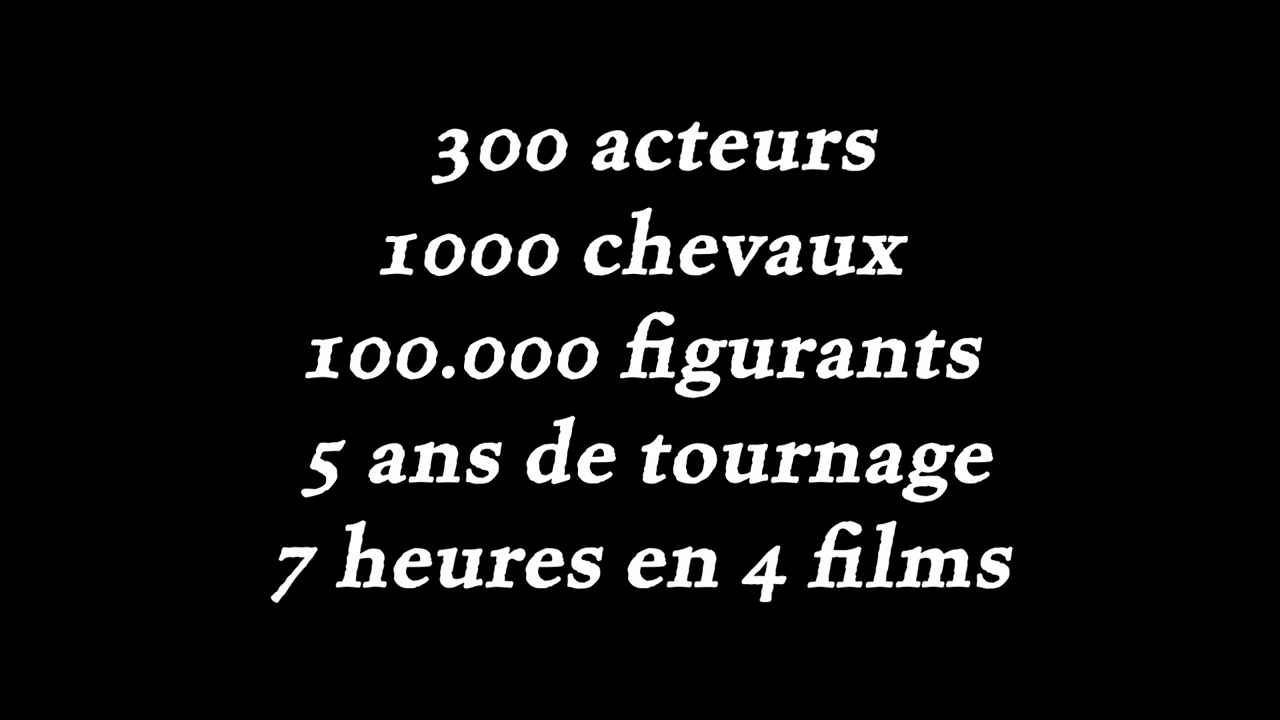 300 acteurs
1000 chevaux
100.000 figurants
5 ans de tournage
7 heures en 4 films